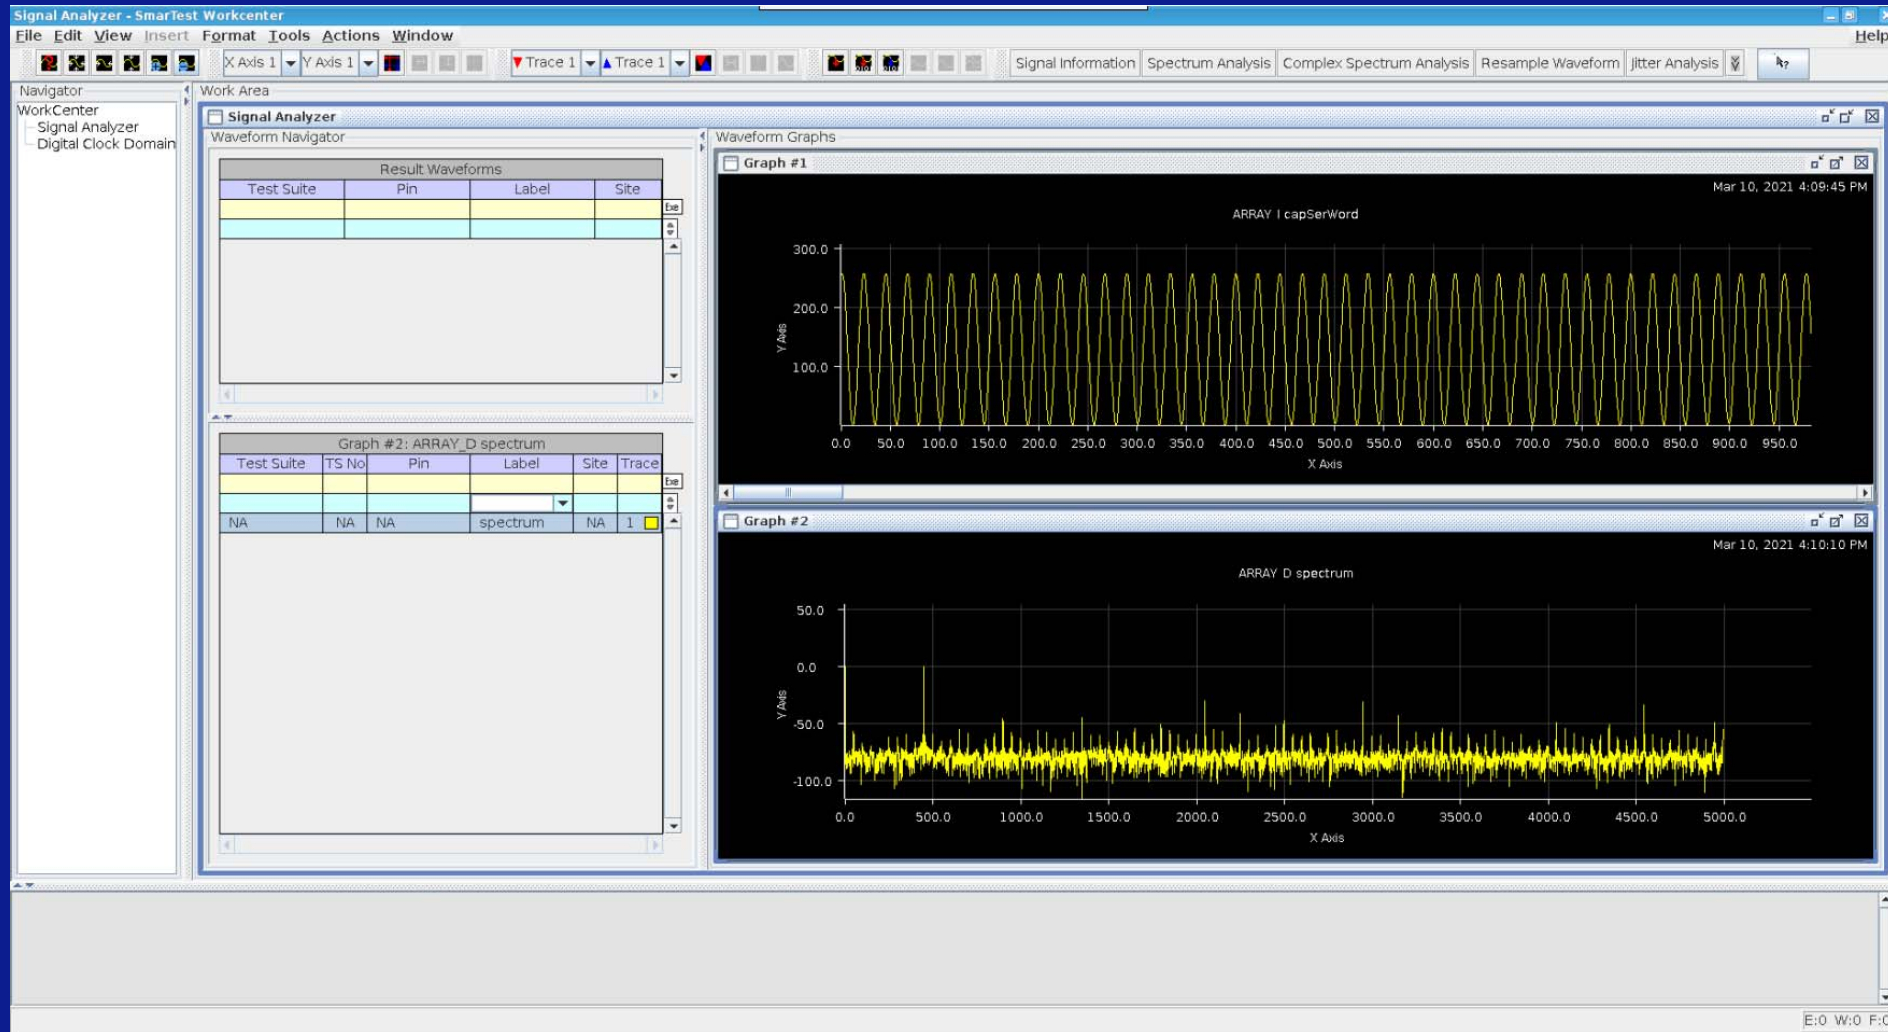 Signal Analyzer - SmarTest Workcenter
File Edit View Insert Format Tools Actions Window Help
X Axis 1 Y Axis 1 Trace 1 Trace 1 Signal Information Spectrum Analysis Complex Spectrum Analysis Resample Waveform Jitter Analysis
Navigator
WorkCenter
Signal Analyzer
Digital Clock Domain
Work Area
Signal Analyzer
Waveform Navigator
Result Waveforms
Test Suite Pin Label Site
Exe
Graph #2: ARRAY_D spectrum
Test Suite TS No Pin Label Site Trace
Exe
NA NA NA spectrum NA 1
Waveform Graphs
Graph #1
Mar 10, 2021 4:09:45 PM
ARRAY I capSerWord
300.0
200.0
100.0
Y Axis
0.0 50.0 100.0 150.0 200.0 250.0 300.0 350.0 400.0 450.0 500.0 550.0 600.0 650.0 700.0 750.0 800.0 850.0 900.0 950.0
X Axis
Graph #2
Mar 10, 2021 4:10:10 PM
ARRAY D spectrum
50.0
0.0
-50.0
-100.0
Y Axis
0.0 500.0 1000.0 1500.0 2000.0 2500.0 3000.0 3500.0 4000.0 4500.0 5000.0
X Axis
E:0 W:0 F:0